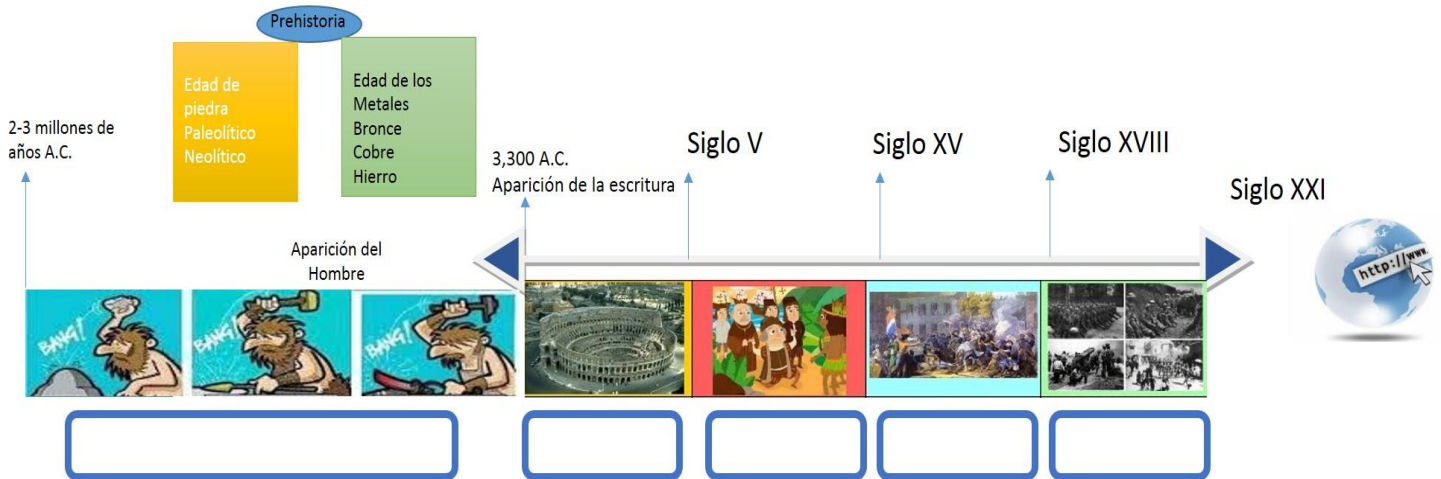 Prehistoria
Edad de
piedra
Paleolítico
Neolítico
Edad de los
Metales
Bronce
Cobre
Hierro
2-3 millones de
años A.C.
3,300 A.C.
Aparición de la escritura
Siglo V
Siglo XV
Siglo XVIII
Siglo XXI
Aparición del
Hombre
http://www.
BANG!
BANG!
BANG!